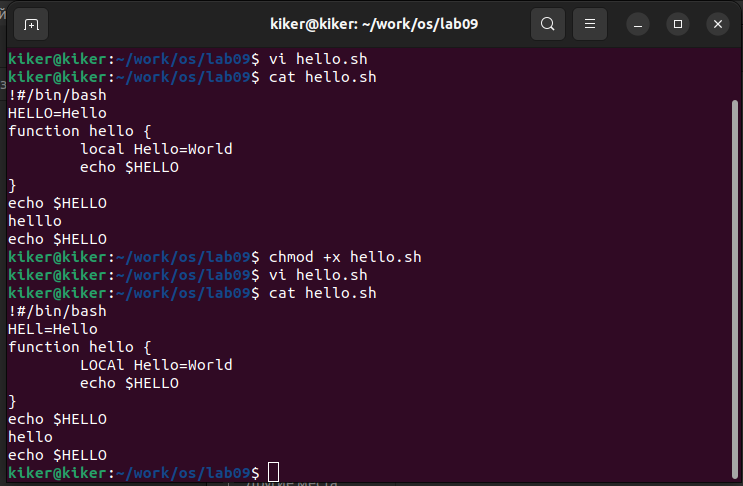 kiker@kiker: ~/work/os/lab09
kiker@kiker:~/work/os/lab09$ vi hello.sh
kiker@kiker:~/work/os/lab09$ cat hello.sh
!#/bin/bash
HELLO=Hello
function hello {
        local Hello=World
        echo $HELLO
}
echo $HELLO
helllo
echo $HELLO
kiker@kiker:~/work/os/lab09$ chmod +x hello.sh
kiker@kiker:~/work/os/lab09$ vi hello.sh
kiker@kiker:~/work/os/lab09$ cat hello.sh
!#/bin/bash
HELl=Hello
function hello {
        LOCAl Hello=World
        echo $HELLO
}
echo $HELLO
hello
echo $HELLO
kiker@kiker:~/work/os/lab09$